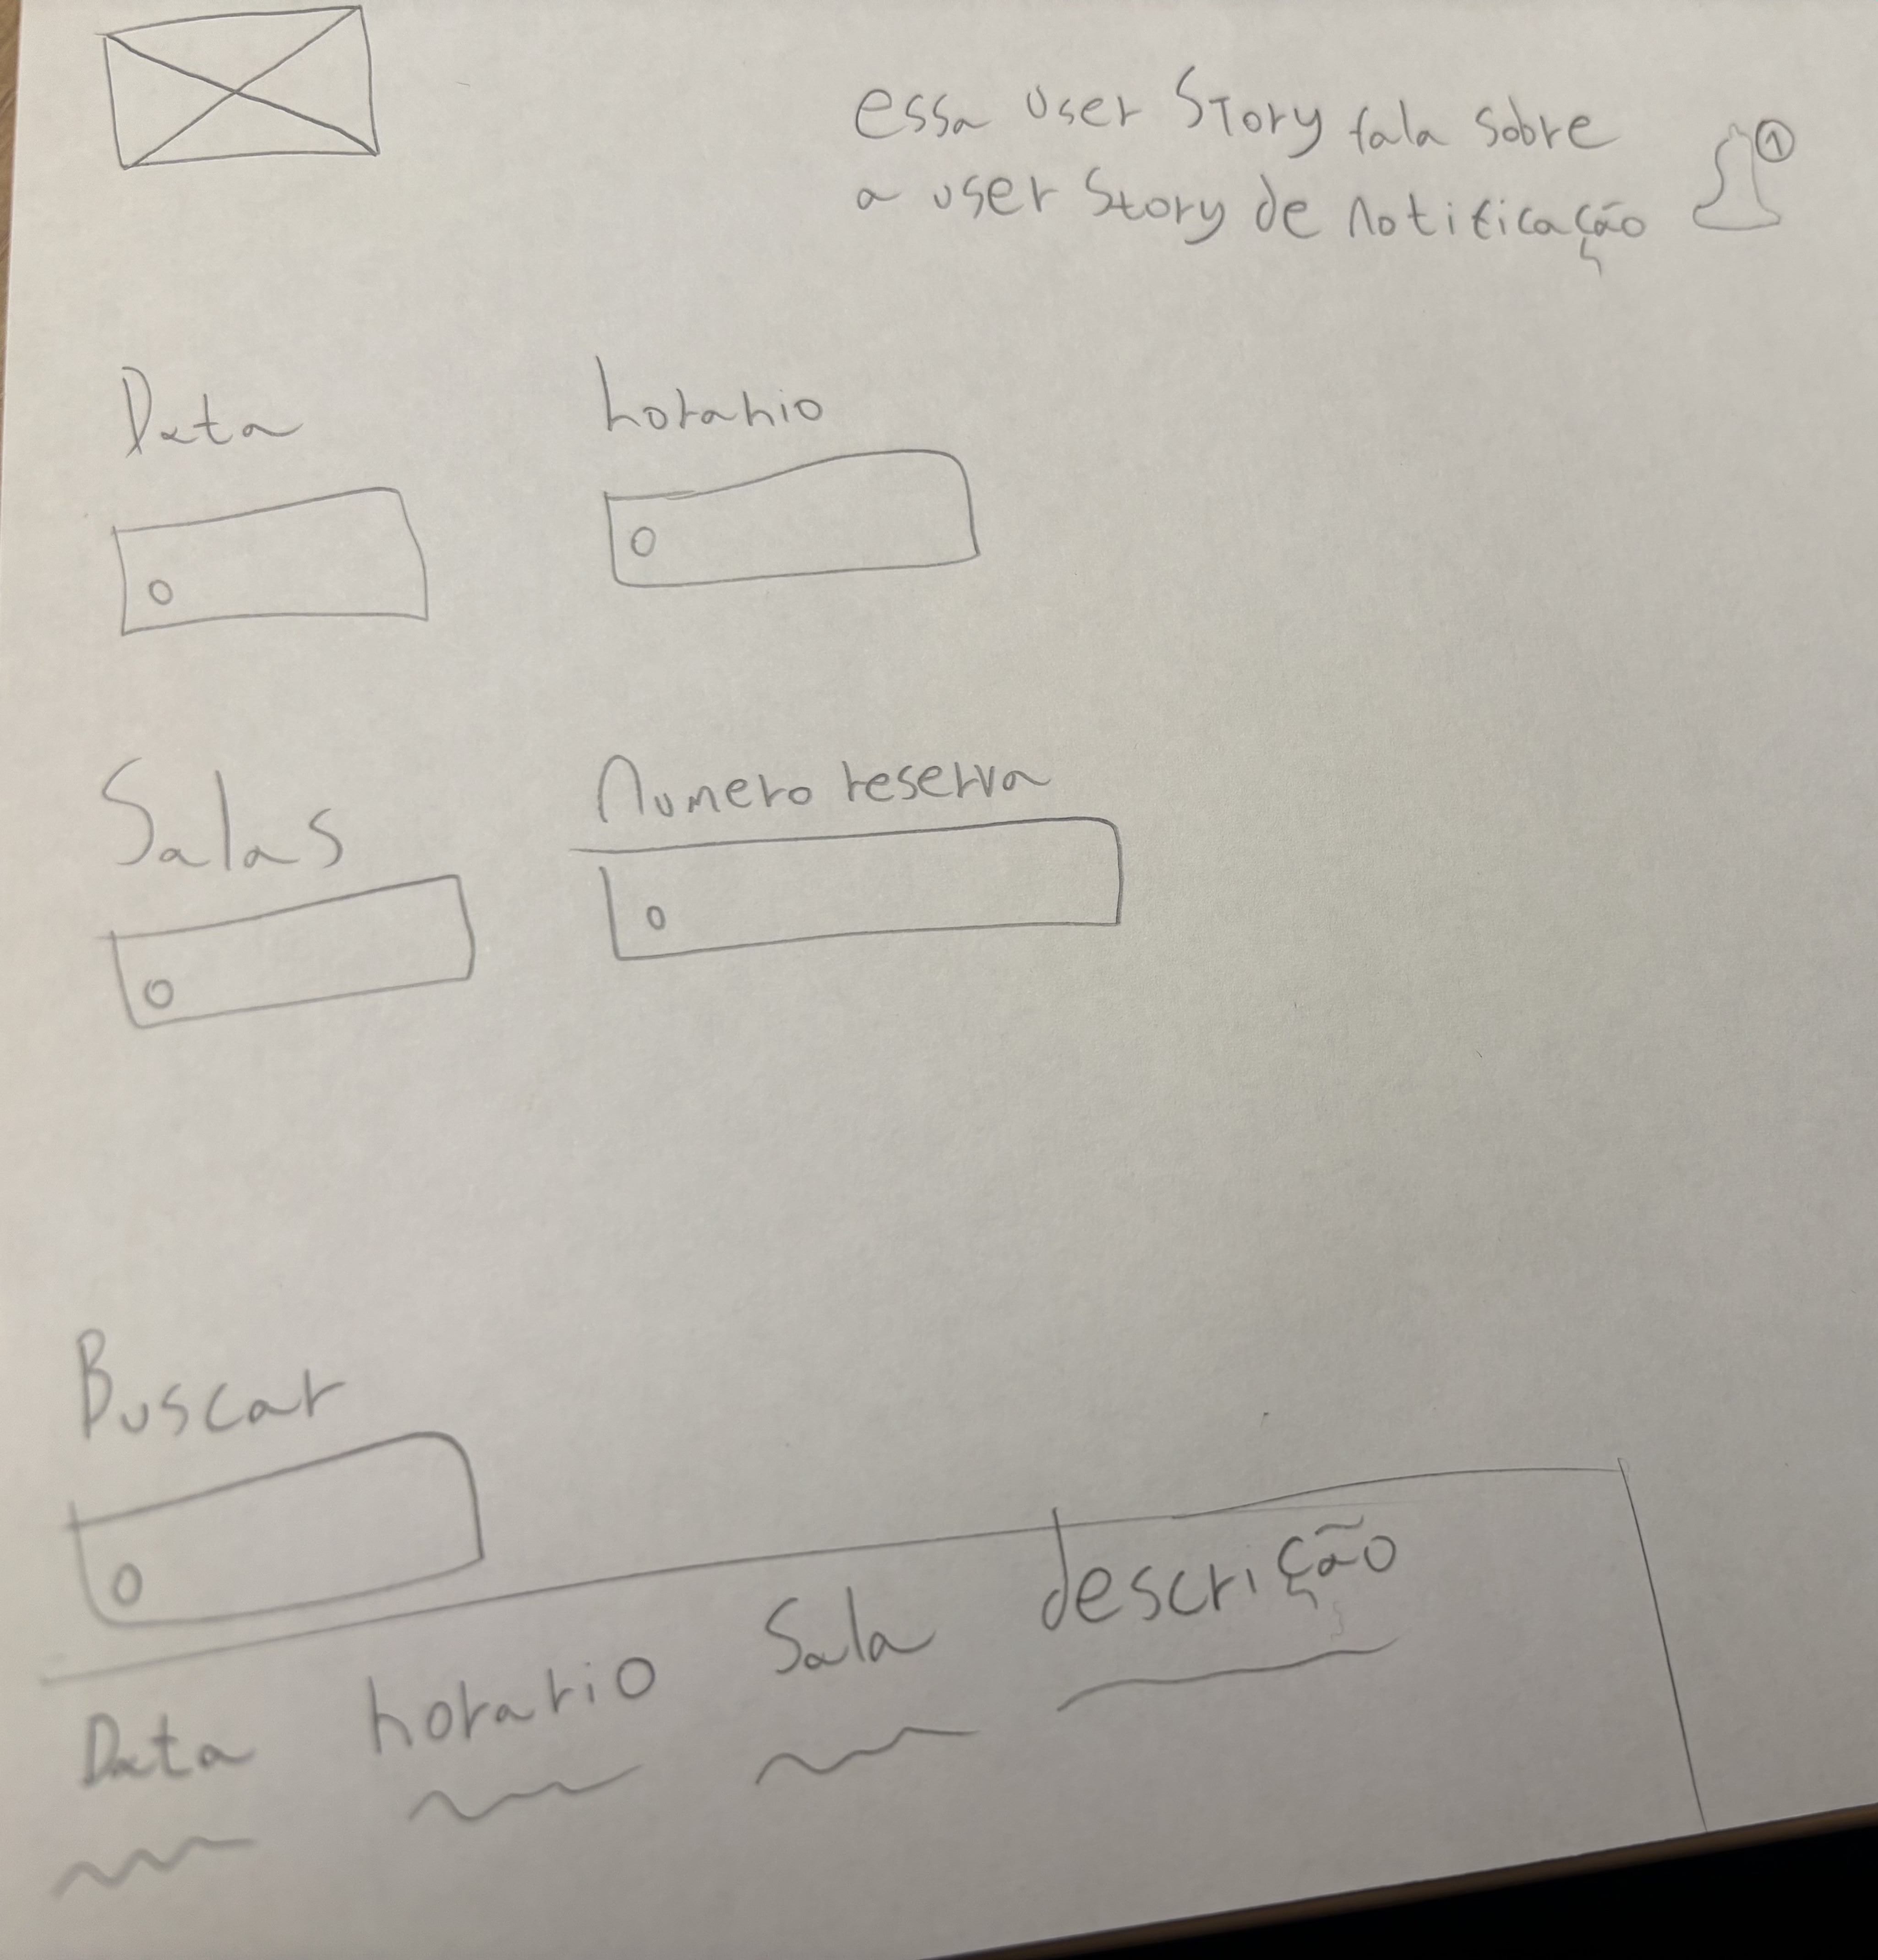 essa user Story fala sobre
a user Story de notificação
1
Data horario
Salas Numero reserva
Buscar
Data horario Sala descrição